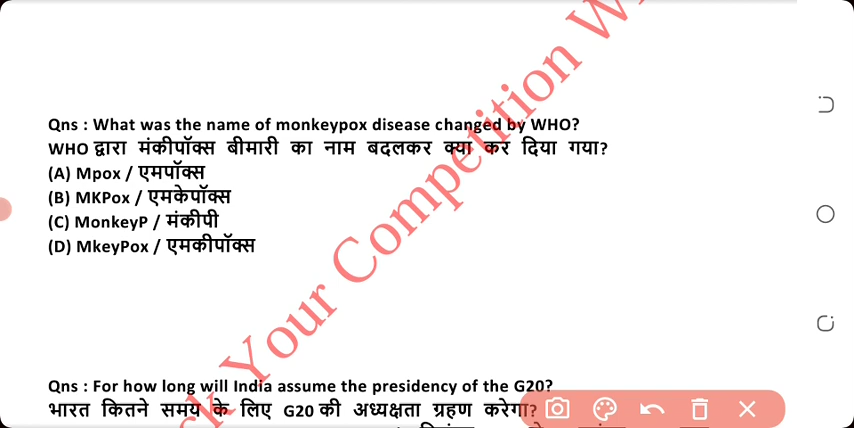 Qns : What was the name of monkeypox disease changed by WHO?
WHO द्वारा मंकीपॉक्स बीमारी का नाम बदलकर क्या कर दिया गया?
(A) Mpox / एमपॉक्स
(B) MKPox / एमकेपॉक्स
(C) MonkeyP / मंकीपी
(D) MkeyPox / एमकीपॉक्स
Your Competition
Qns : For how long will India assume the presidency of the G20?
भारत कितने समय के लिए G20 की अध्यक्षता ग्रहण करेगा?